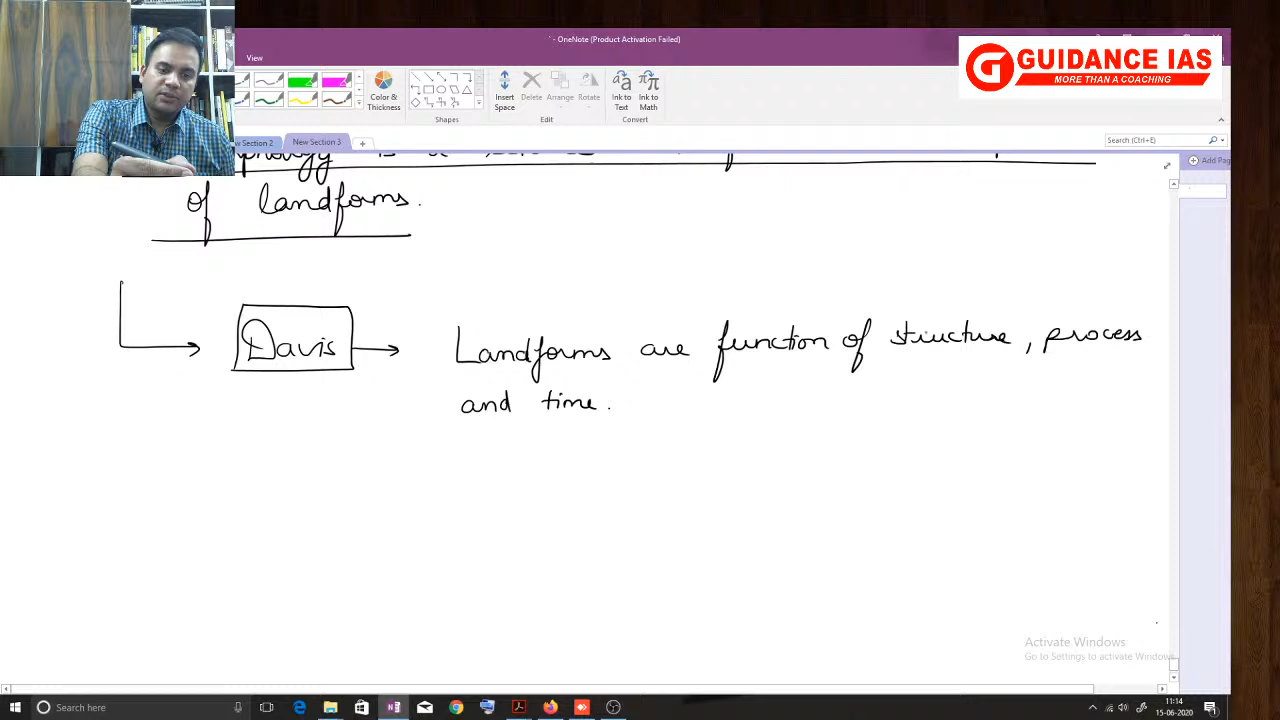 - OneNote (Product Activation Failed)
GUIDANCE IAS
MORE THAN A COACHING
View
Color & Thickness
Insert Space
Delete
Arrange
Rotate
Ink to Text
Ink to Math
Shapes
Edit
Convert
Section 2
New Section 3
Search (Ctrl+E)
Add Pag
is a
of landforms.
Davis → Landforms are function of structure, process
and time.
Activate Windows
Go to Settings to activate Windows.
Search here
11:14
15-06-2020